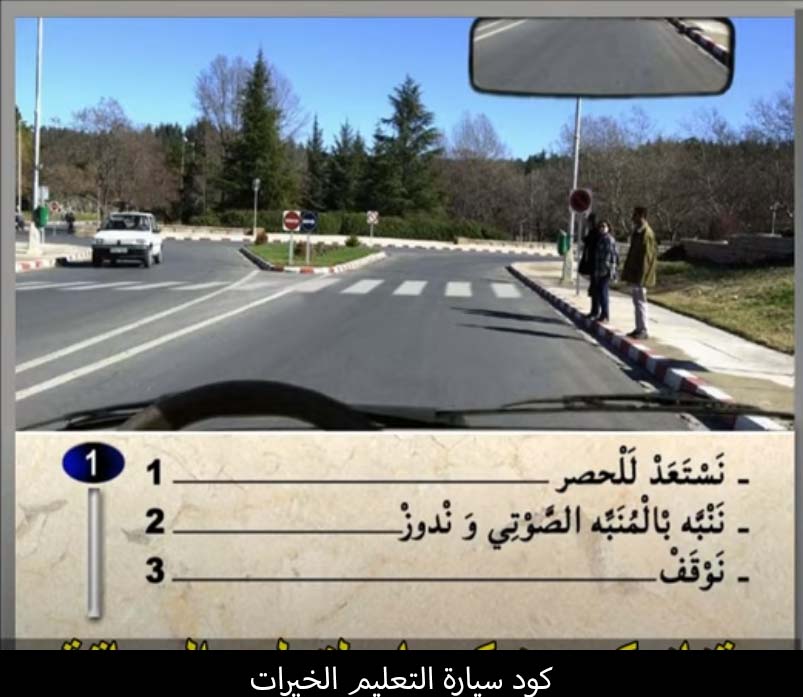 1
- نَسْتَعَدْ لَلْحصر 1
- نَنْبَّه بْالْمُنَبِّه الصَّوْتِي وَ نْدوزْ 2
- نَوْقَفْ 3
كود سيارة التعليم الخيرات